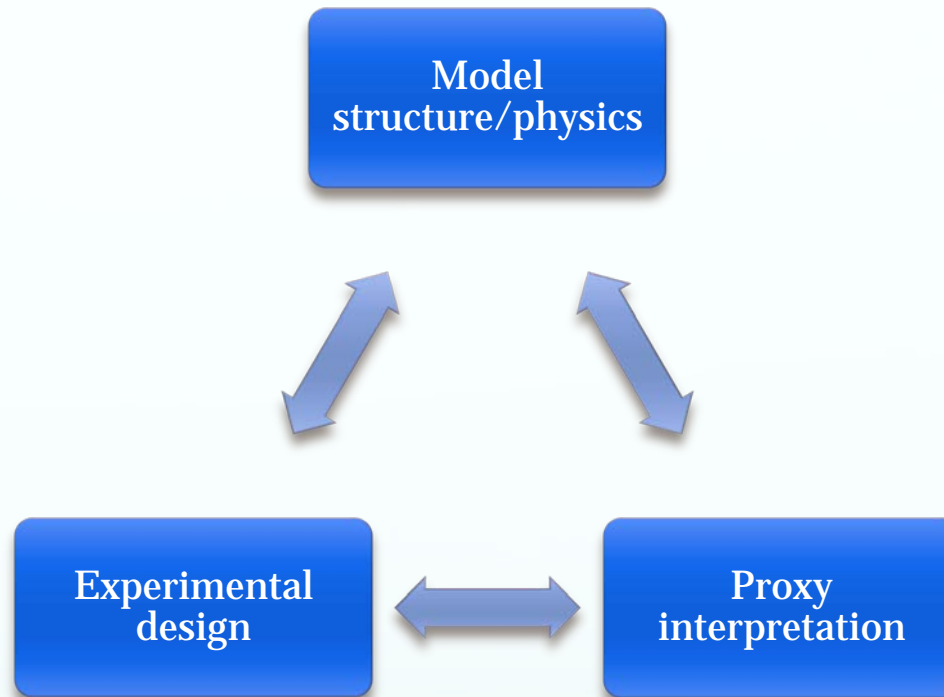 Model
structure/physics
Experimental
design
Proxy
interpretation